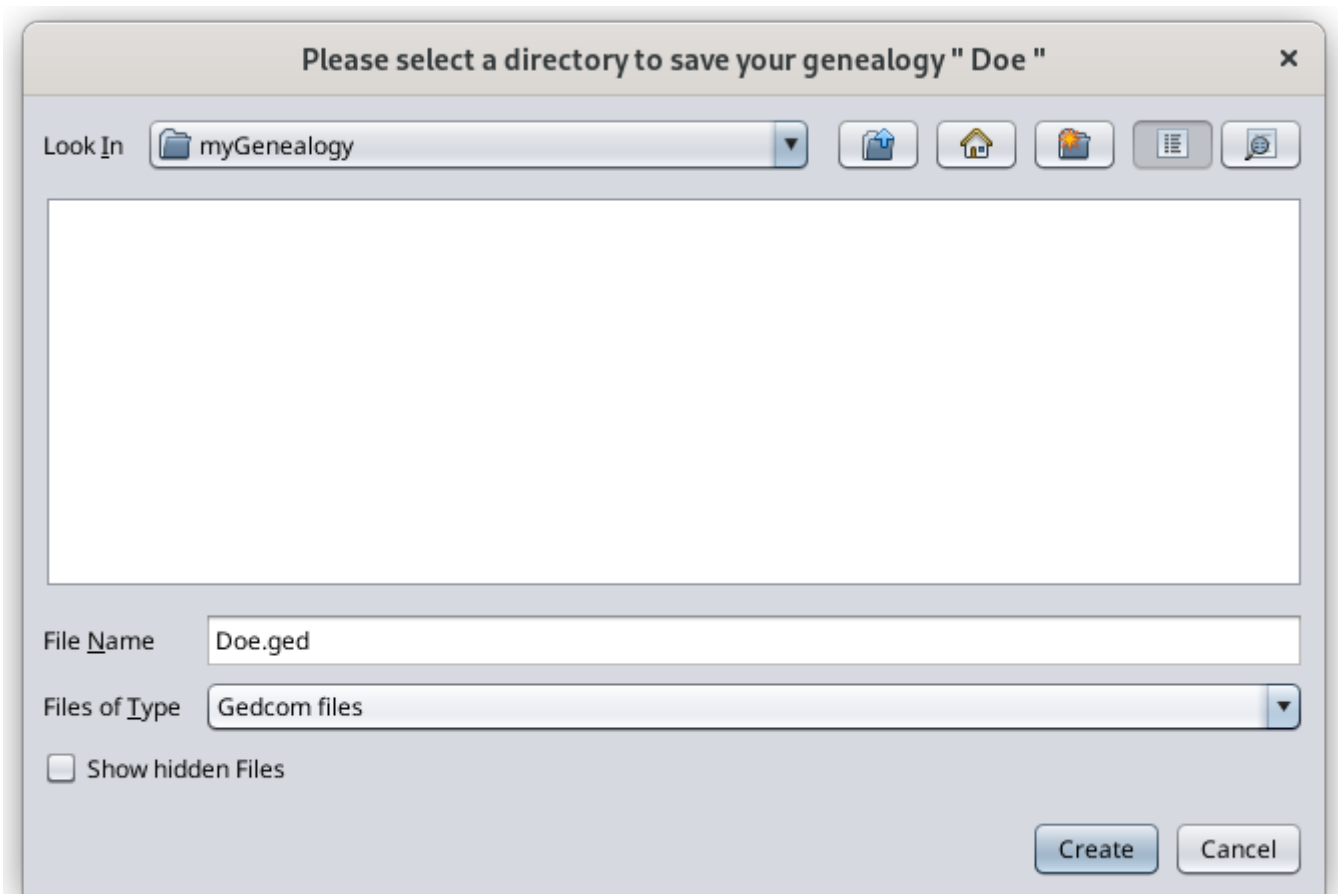 Please select a directory to save your genealogy " Doe "
Look In myGenealogy
File Name Doe.ged
Files of Type Gedcom files
Show hidden Files
Create Cancel